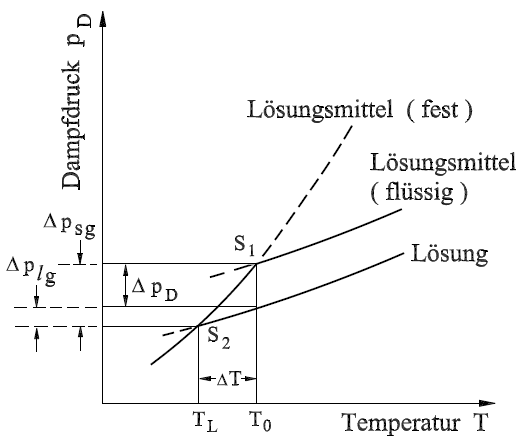 Dampfdruck p_D
Lösungsmittel ( fest )
Lösungsmittel
( flüssig )
Lösung
Δ p_sg
Δ p_lg
S_1
Δ p_D
S_2
ΔT
T_L
T_0
Temperatur T